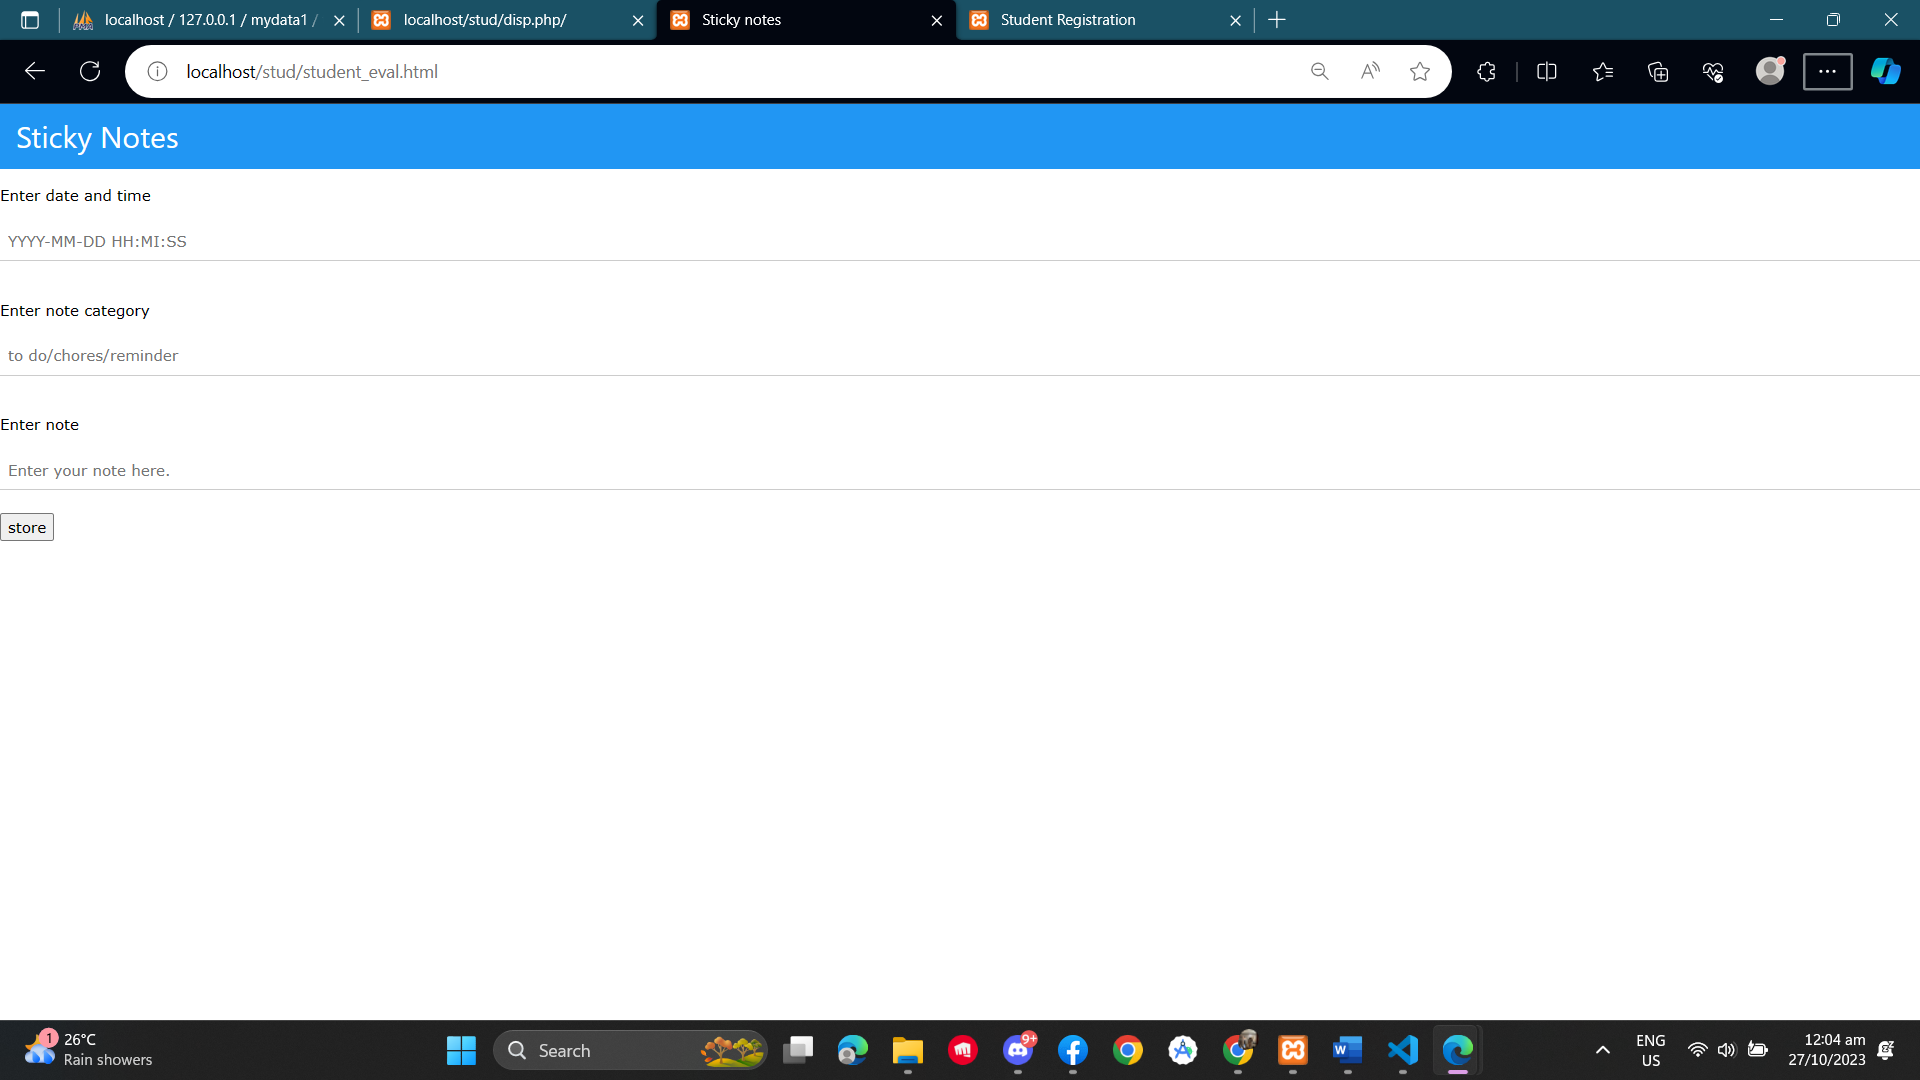 localhost / 127.0.0.1 / mydata1 /
localhost/stud/disp.php/
Sticky notes
Student Registration
localhost/stud/student_eval.html
Sticky Notes
Enter date and time
YYYY-MM-DD HH:MI:SS
Enter note category
to do/chores/reminder
Enter note
Enter your note here.
store
1
26°C
Rain showers
Search
9+
ENG
US
12:04 am
27/10/2023